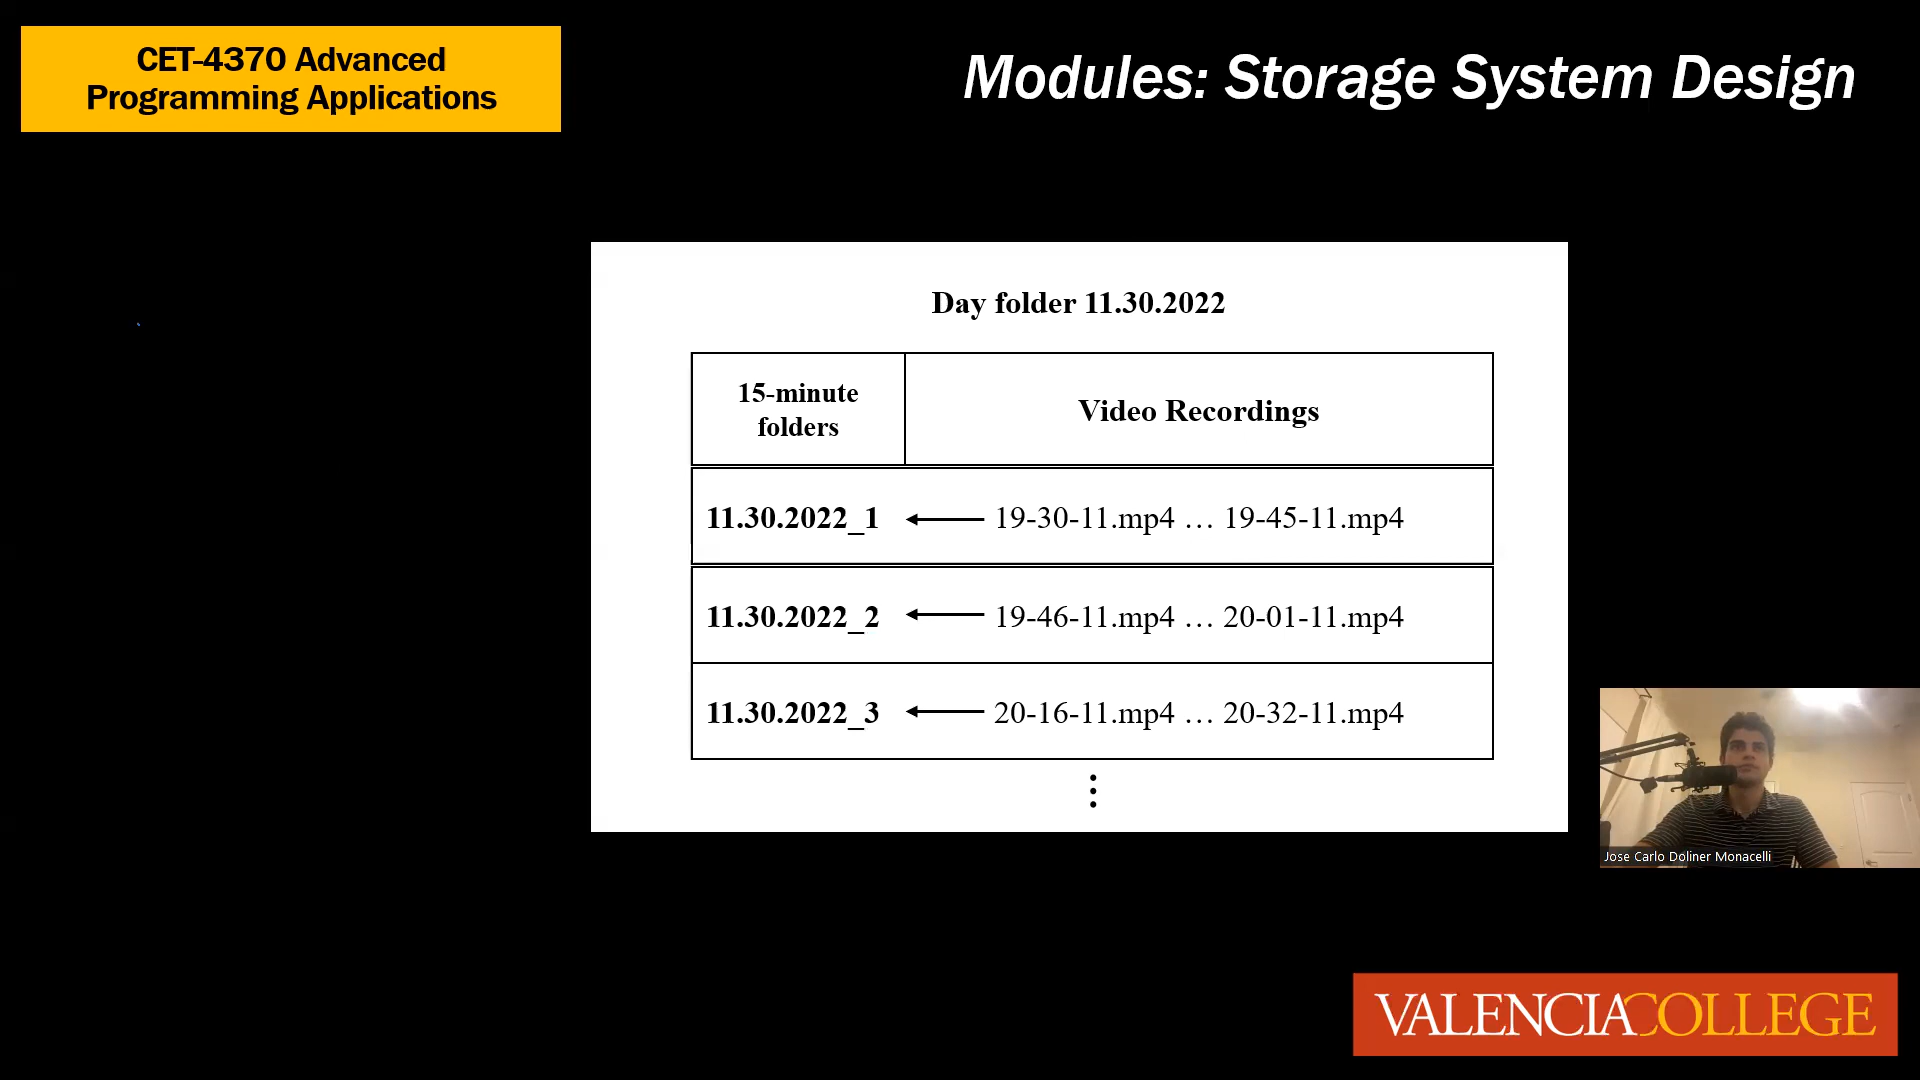 CET-4370 Advanced
Programming Applications
Modules: Storage System Design
Day folder 11.30.2022
15-minute
folders
Video Recordings
11.30.2022_1 19-30-11.mp4 … 19-45-11.mp4
11.30.2022_2 19-46-11.mp4 … 20-01-11.mp4
11.30.2022_3 20-16-11.mp4 … 20-32-11.mp4
Jose Carlo Doliner Monacelli
VALENCIACOLLEGE